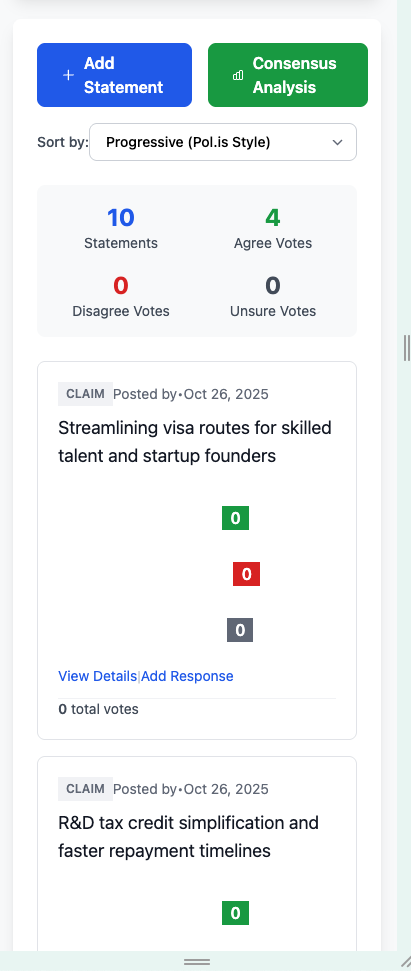 Add
Statement
Consensus
Analysis
Sort by:
Progressive (Pol.is Style)
10
Statements
4
Agree Votes
0
Disagree Votes
0
Unsure Votes
CLAIM Posted by•Oct 26, 2025
Streamlining visa routes for skilled
talent and startup founders
0
0
0
View Details|Add Response
0 total votes
CLAIM Posted by•Oct 26, 2025
R&D tax credit simplification and
faster repayment timelines
0